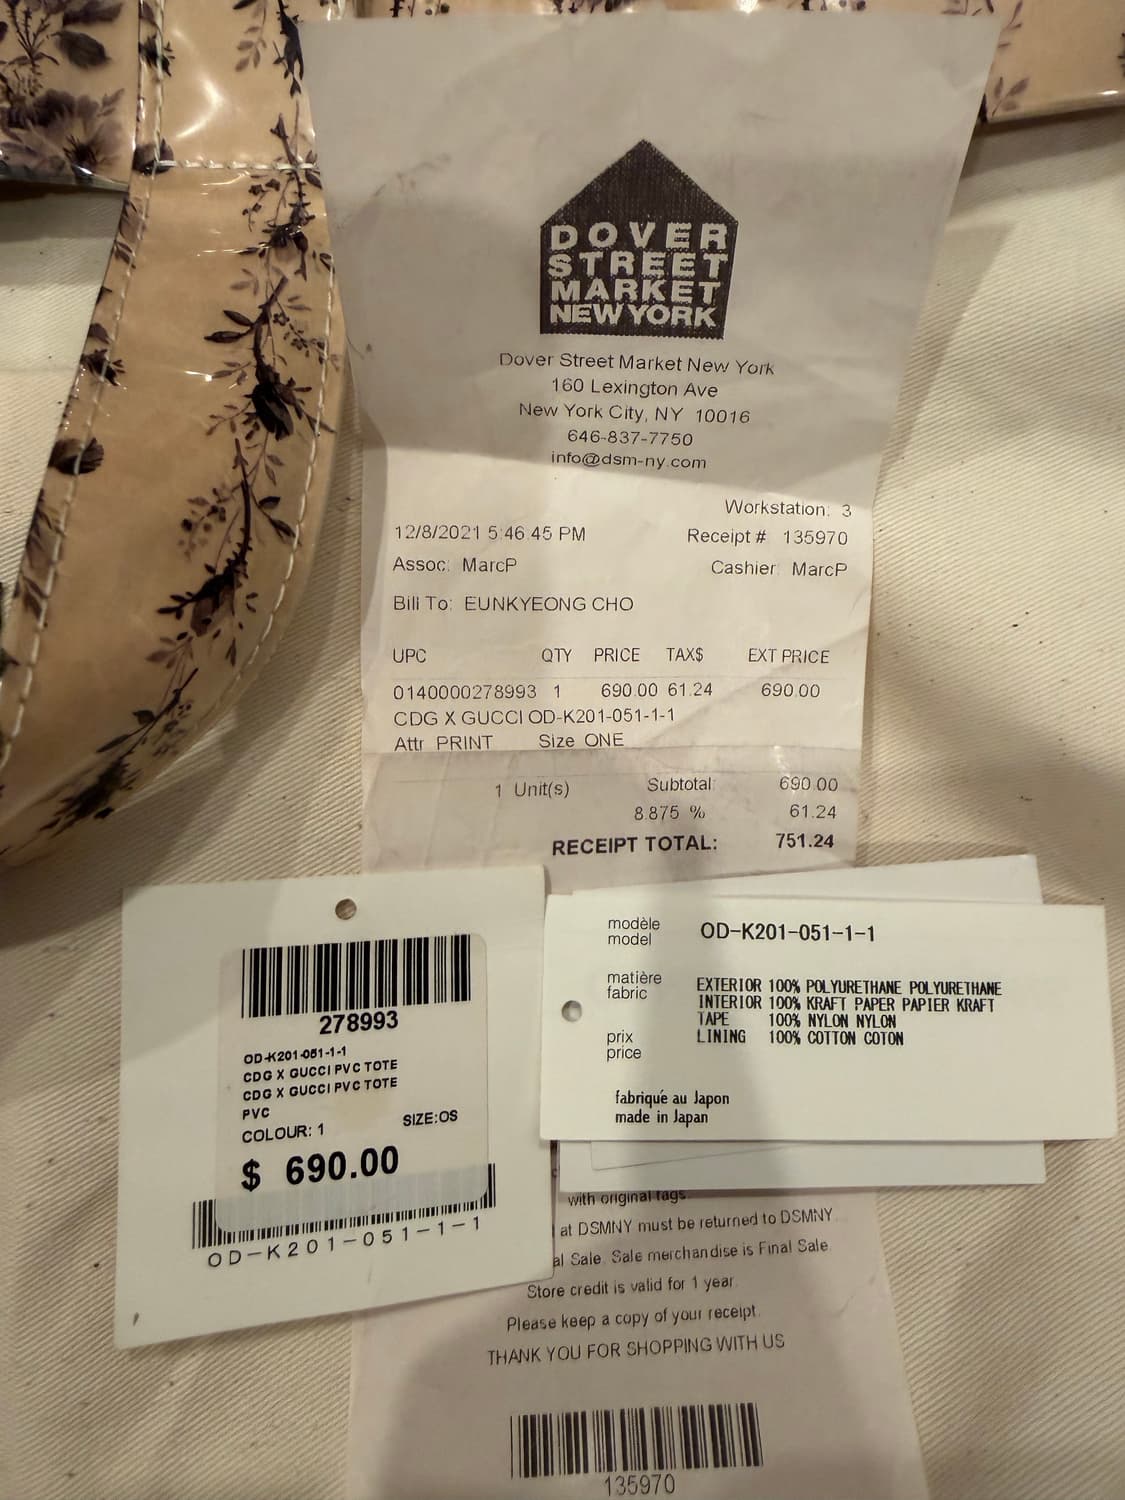 DOVER
STREET
MARKET
NEW YORK
Dover Street Market New York
160 Lexington Ave
New York City, NY 10016
646-837-7750
info@dsm-ny.com
Workstation: 3
12/8/2021 5:46:45 PM Receipt # 135970
Assoc: MarcP Cashier: MarcP
Bill To: EUNKYEONG CHO
UPC QTY PRICE TAX$ EXT PRICE
0140000278993 1 690.00 61.24 690.00
CDG X GUCCI OD-K201-051-1-1
Attr PRINT Size ONE
1 Unit(s) Subtotal: 690.00
8.875 % 61.24
RECEIPT TOTAL: 751.24
278993
OD-K201-051-1-1
CDG X GUCCI PVC TOTE
CDG X GUCCI PVC TOTE
PVC
COLOUR: 1 SIZE:OS
$ 690.00
OD-K201-051-1-1
modèle
model OD-K201-051-1-1
matière
fabric
EXTERIOR 100% POLYURETHANE POLYURETHANE
INTERIOR 100% KRAFT PAPER PAPIER KRAFT
TAPE 100% NYLON NYLON
LINING 100% COTTON COTON
prix
price
fabriqué au Japon
made in Japan
with original tags.
at DSMNY must be returned to DSMNY.
al Sale. Sale merchandise is Final Sale.
Store credit is valid for 1 year.
Please keep a copy of your receipt.
THANK YOU FOR SHOPPING WITH US
135970